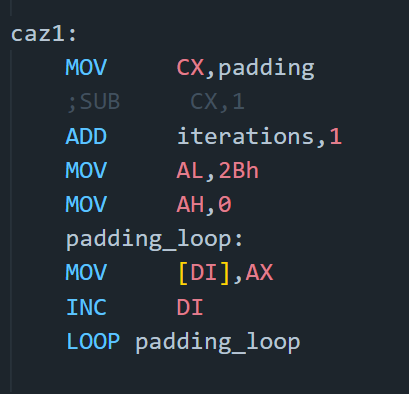 caz1:
MOV CX,padding
;SUB CX,1
ADD iterations,1
MOV AL,2Bh
MOV AH,0
padding_loop:
MOV [DI],AX
INC DI
LOOP padding_loop